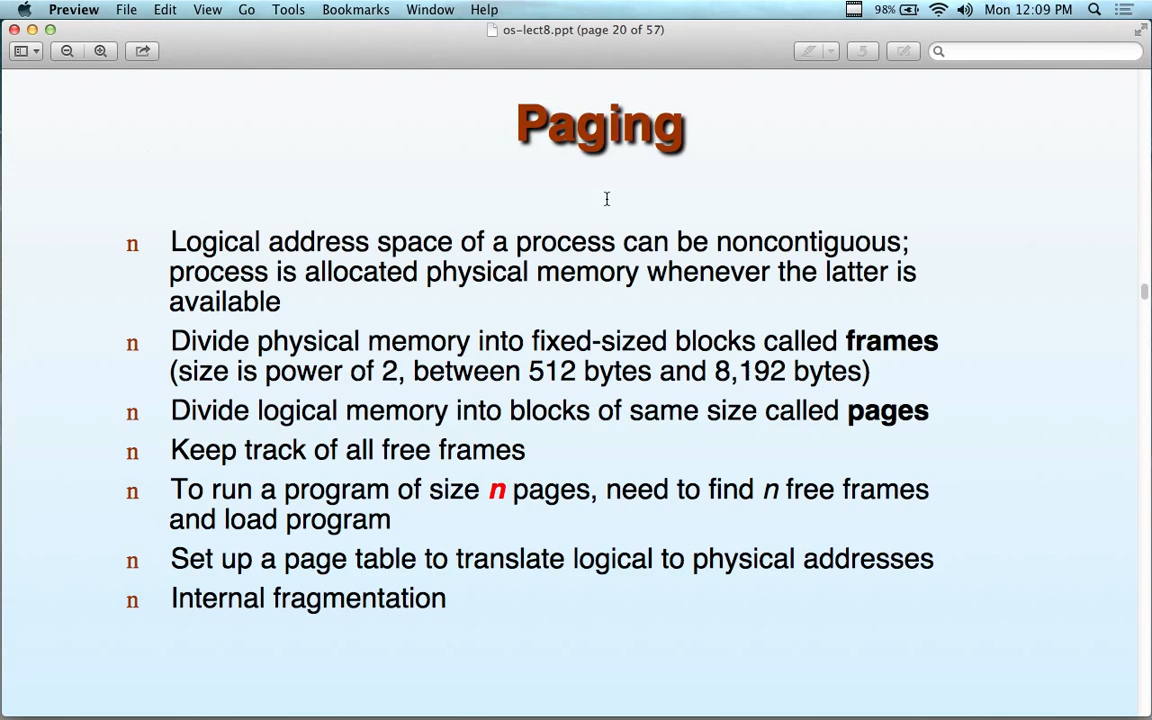 Preview File Edit View Go Tools Bookmarks Window Help 98% Mon 12:09 PM
os-lect8.ppt (page 20 of 57)
5
Paging
n Logical address space of a process can be noncontiguous;
process is allocated physical memory whenever the latter is
available
n Divide physical memory into fixed-sized blocks called frames
(size is power of 2, between 512 bytes and 8,192 bytes)
n Divide logical memory into blocks of same size called pages
n Keep track of all free frames
n To run a program of size n pages, need to find n free frames
and load program
n Set up a page table to translate logical to physical addresses
n Internal fragmentation